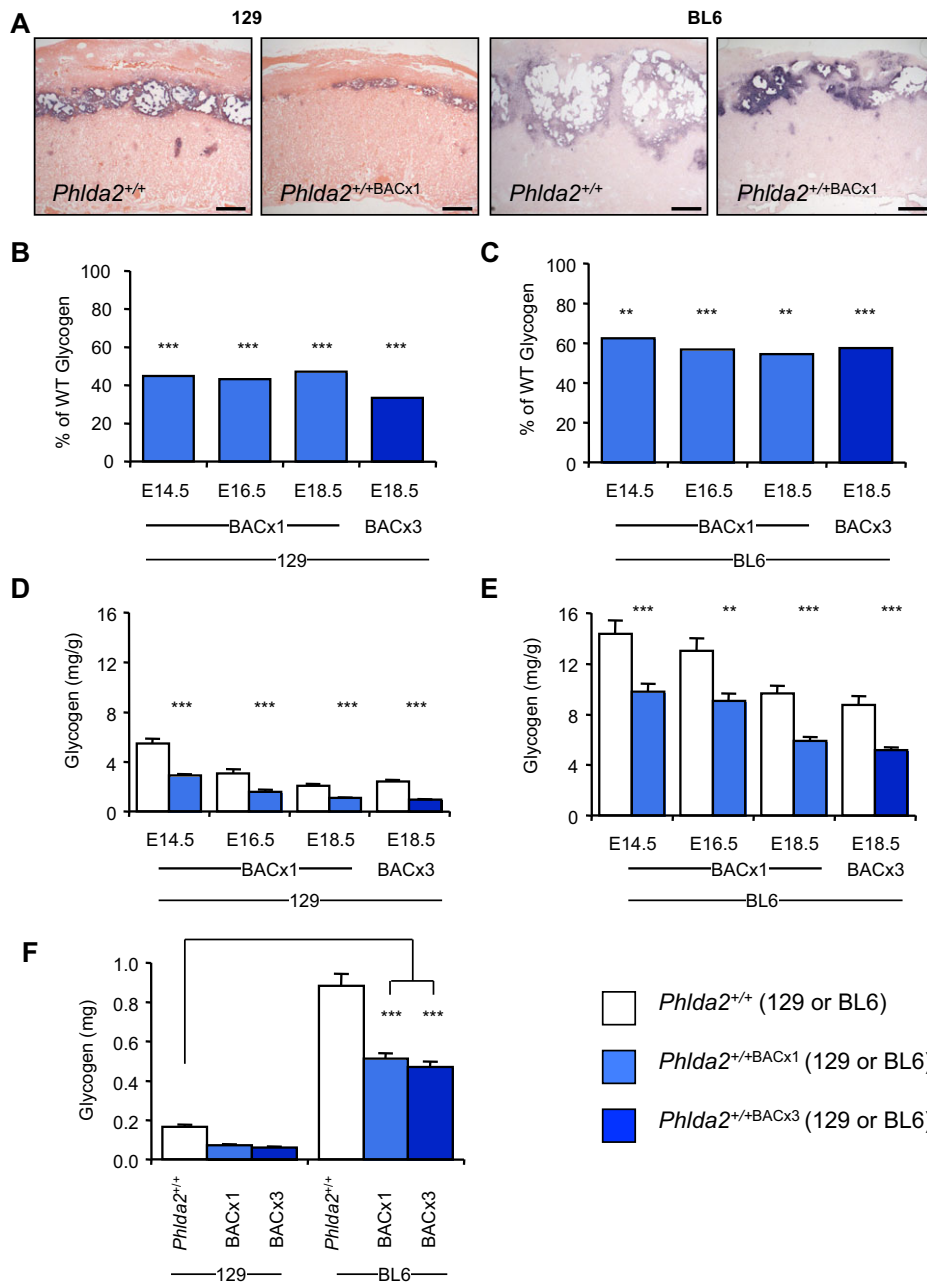 A
129
BL6
Phlda2+/+
Phlda2+/+BACx1
Phlda2+/+
Phlda2+/+BACx1
B
% of WT Glycogen
100
80
60
40
20
0
*** *** *** ***
E14.5 E16.5 E18.5 E18.5
BACx1 BACx3
129
C
% of WT Glycogen
100
80
60
40
20
0
** *** ** ***
E14.5 E16.5 E18.5 E18.5
BACx1 BACx3
BL6
D
Glycogen (mg/g)
16
12
8
4
0
*** *** *** ***
E14.5 E16.5 E18.5 E18.5
BACx1 BACx3
129
E
Glycogen (mg/g)
16
12
8
4
0
*** ** *** ***
E14.5 E16.5 E18.5 E18.5
BACx1 BACx3
BL6
F
Glycogen (mg)
1.0
0.8
0.6
0.4
0.2
0.0
*** ***
Phlda2+/+ BACx1 BACx3 Phlda2+/+ BACx1 BACx3
129 BL6
Phlda2+/+ (129 or BL6)
Phlda2+/+BACx1 (129 or BL6)
Phlda2+/+BACx3 (129 or BL6)